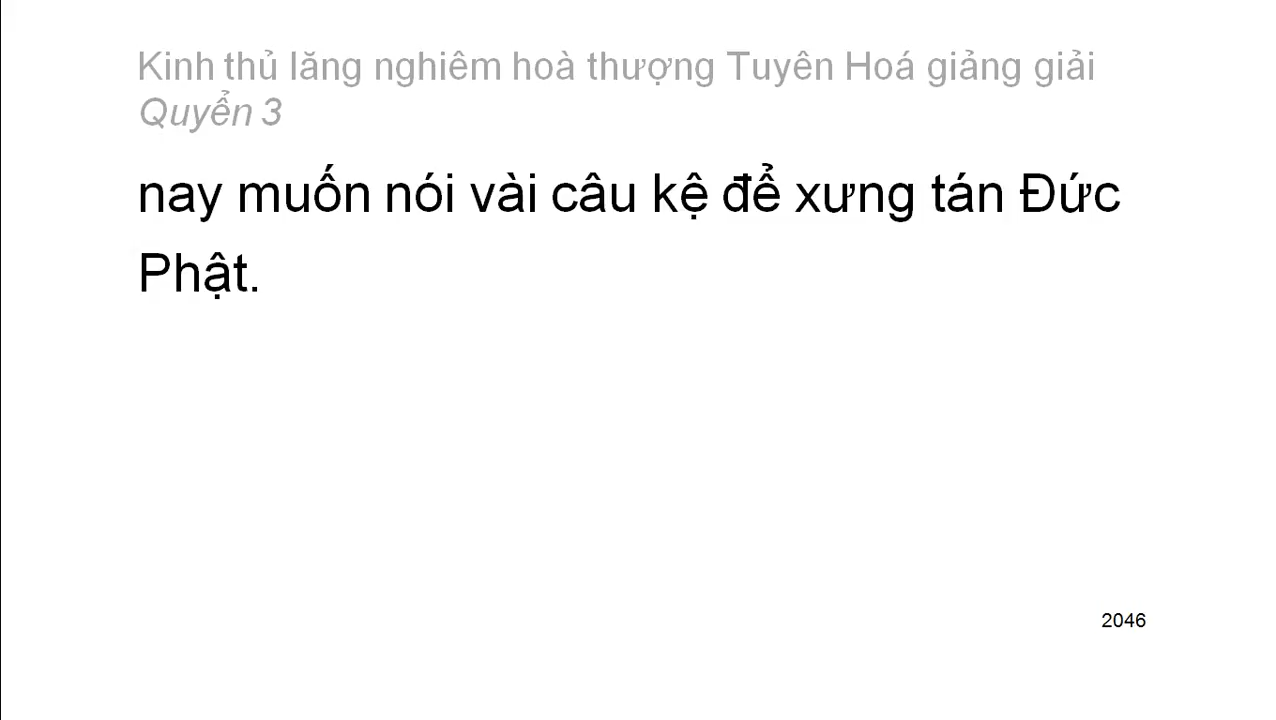 Kinh thủ lăng nghiêm hoà thượng Tuyên Hoá giảng giải
Quyển 3
nay muốn nói vài câu kệ để xưng tán Đức
Phật.
2046